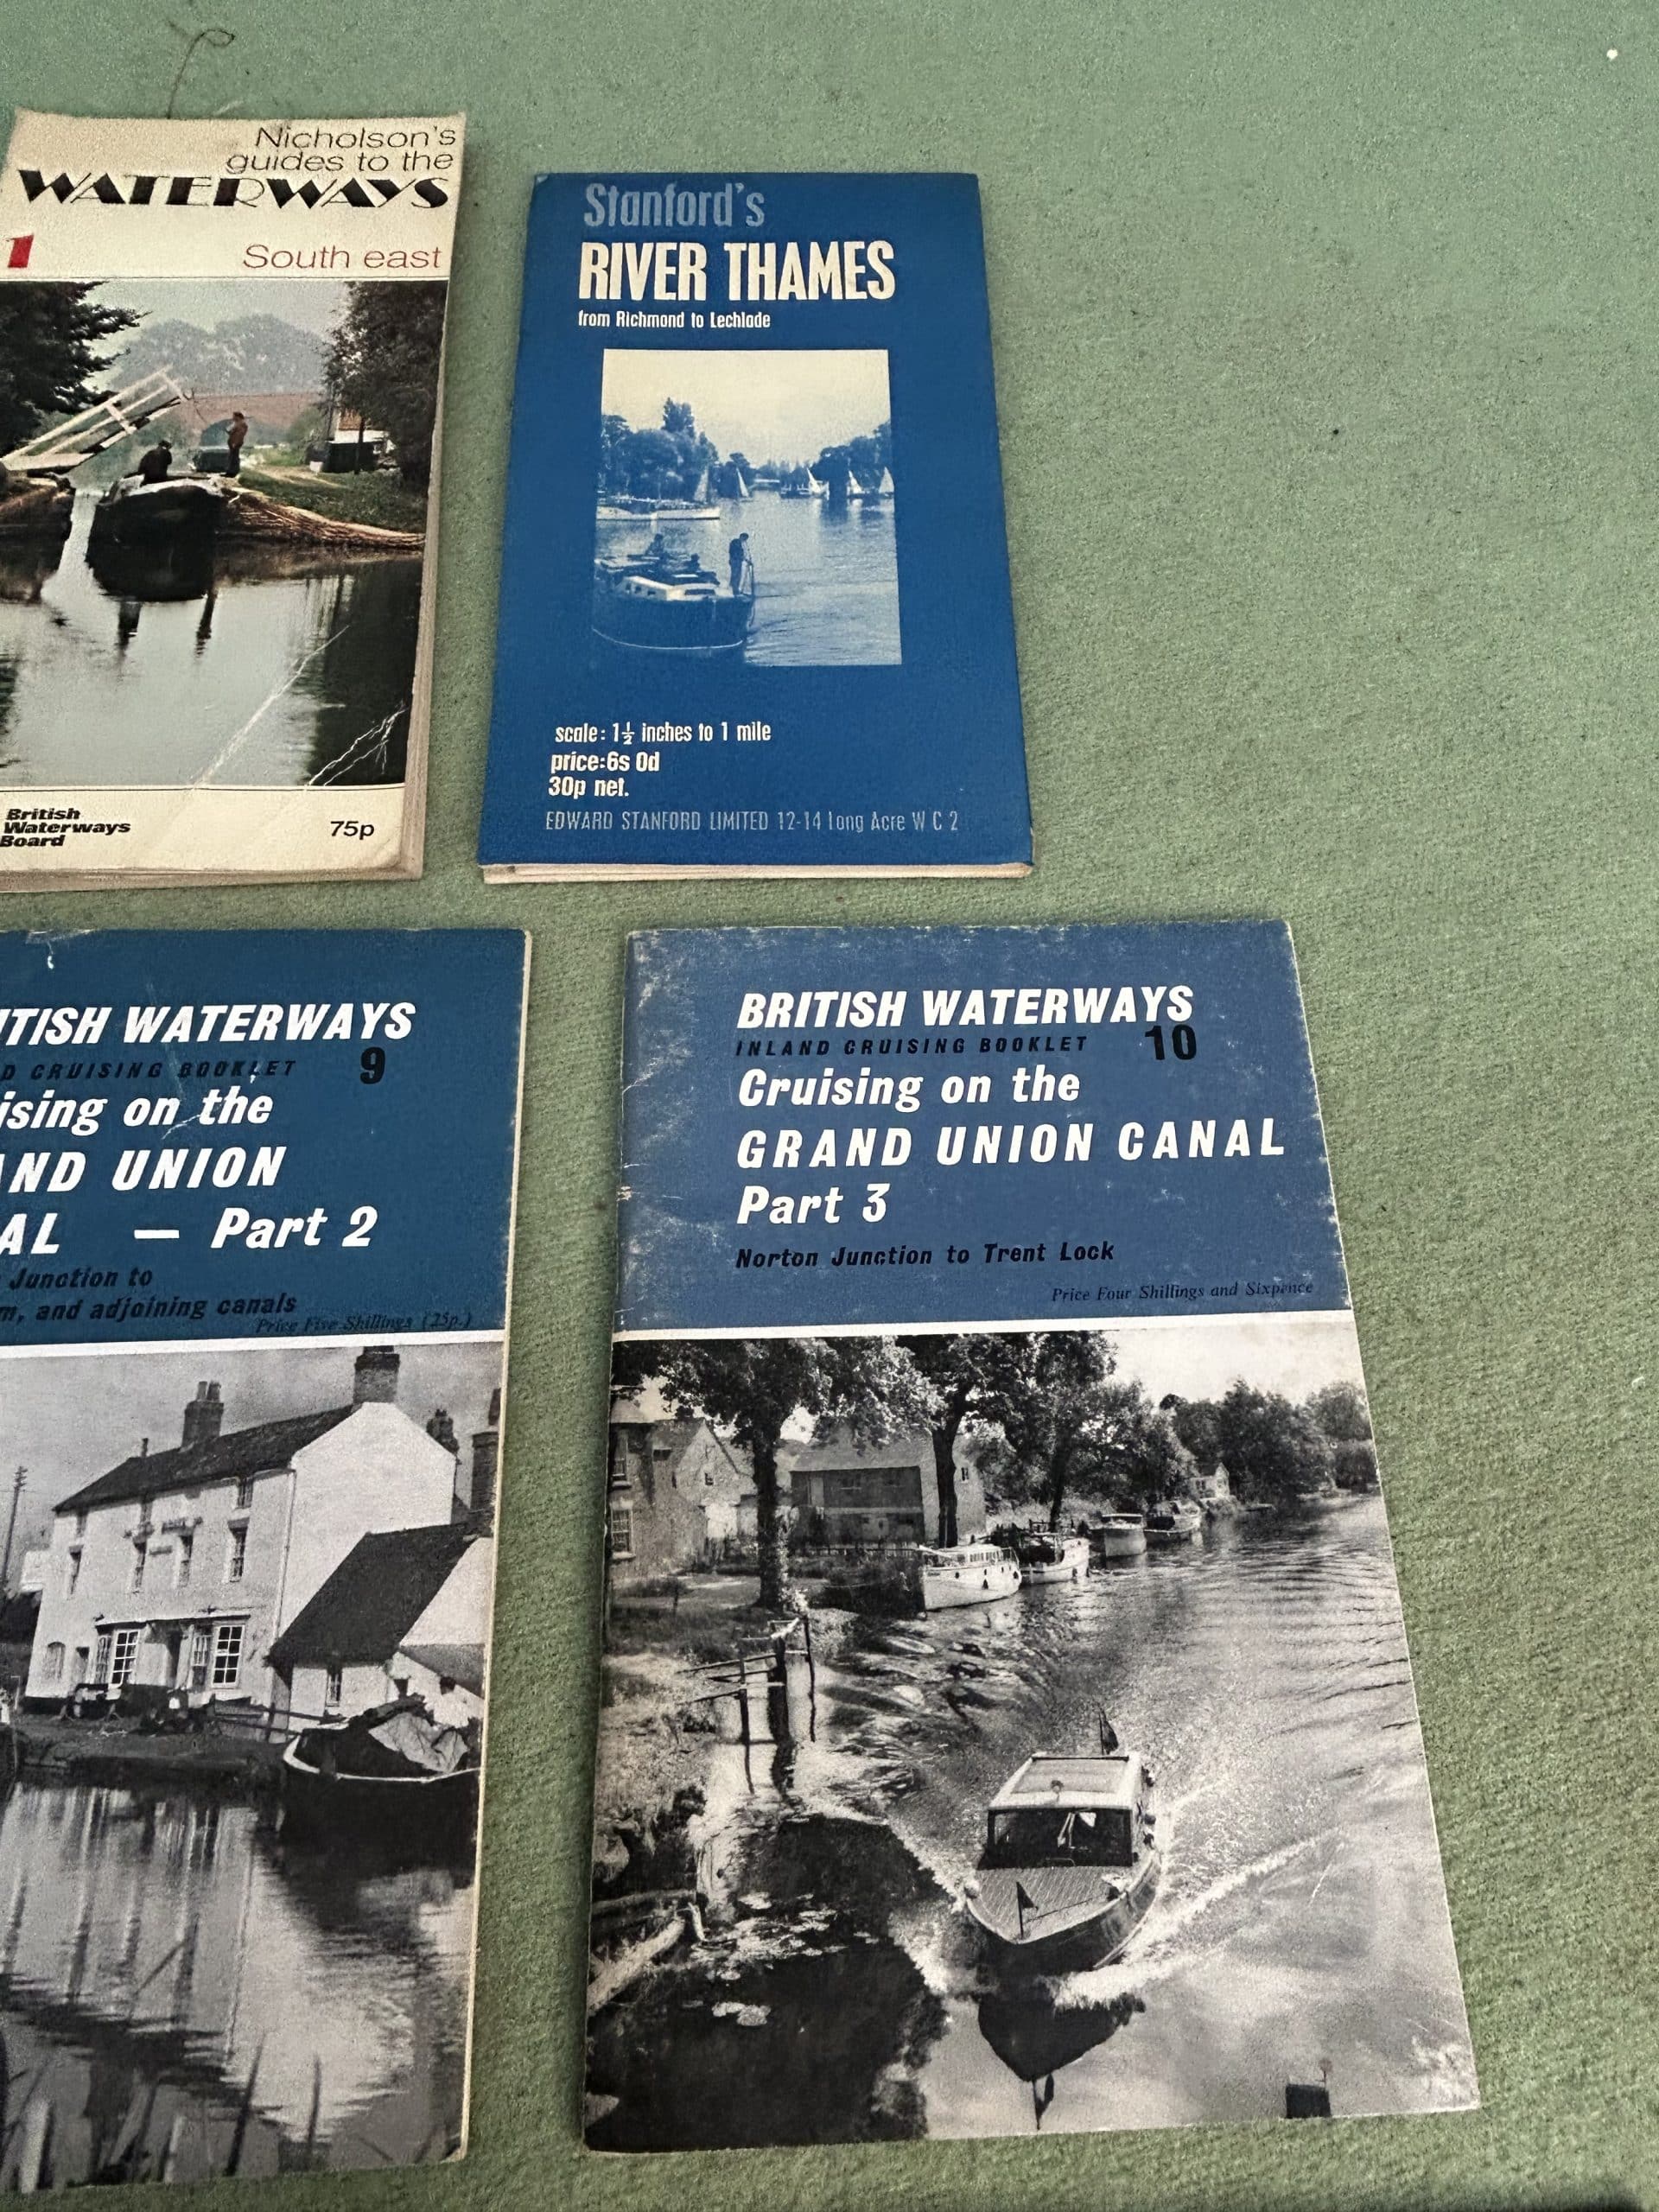 Nicholson's
guides to the
WATERWAYS
1 South east
British
Waterways
Board
75p
Stanford's
RIVER THAMES
from Richmond to Lechlade
scale: 1½ inches to 1 mile
price:6s 0d
30p net.
EDWARD STANFORD LIMITED 12-14 long Acre W C 2
ITISH WATERWAYS
D CRUISING BOOKLET 9
ising on the
AND UNION
AL — Part 2
Junction to
m, and adjoining canals
Price Five Shillings (25p.)
BRITISH WATERWAYS
INLAND CRUISING BOOKLET 10
Cruising on the
GRAND UNION CANAL
Part 3
Norton Junction to Trent Lock
Price Four Shillings and Sixpence